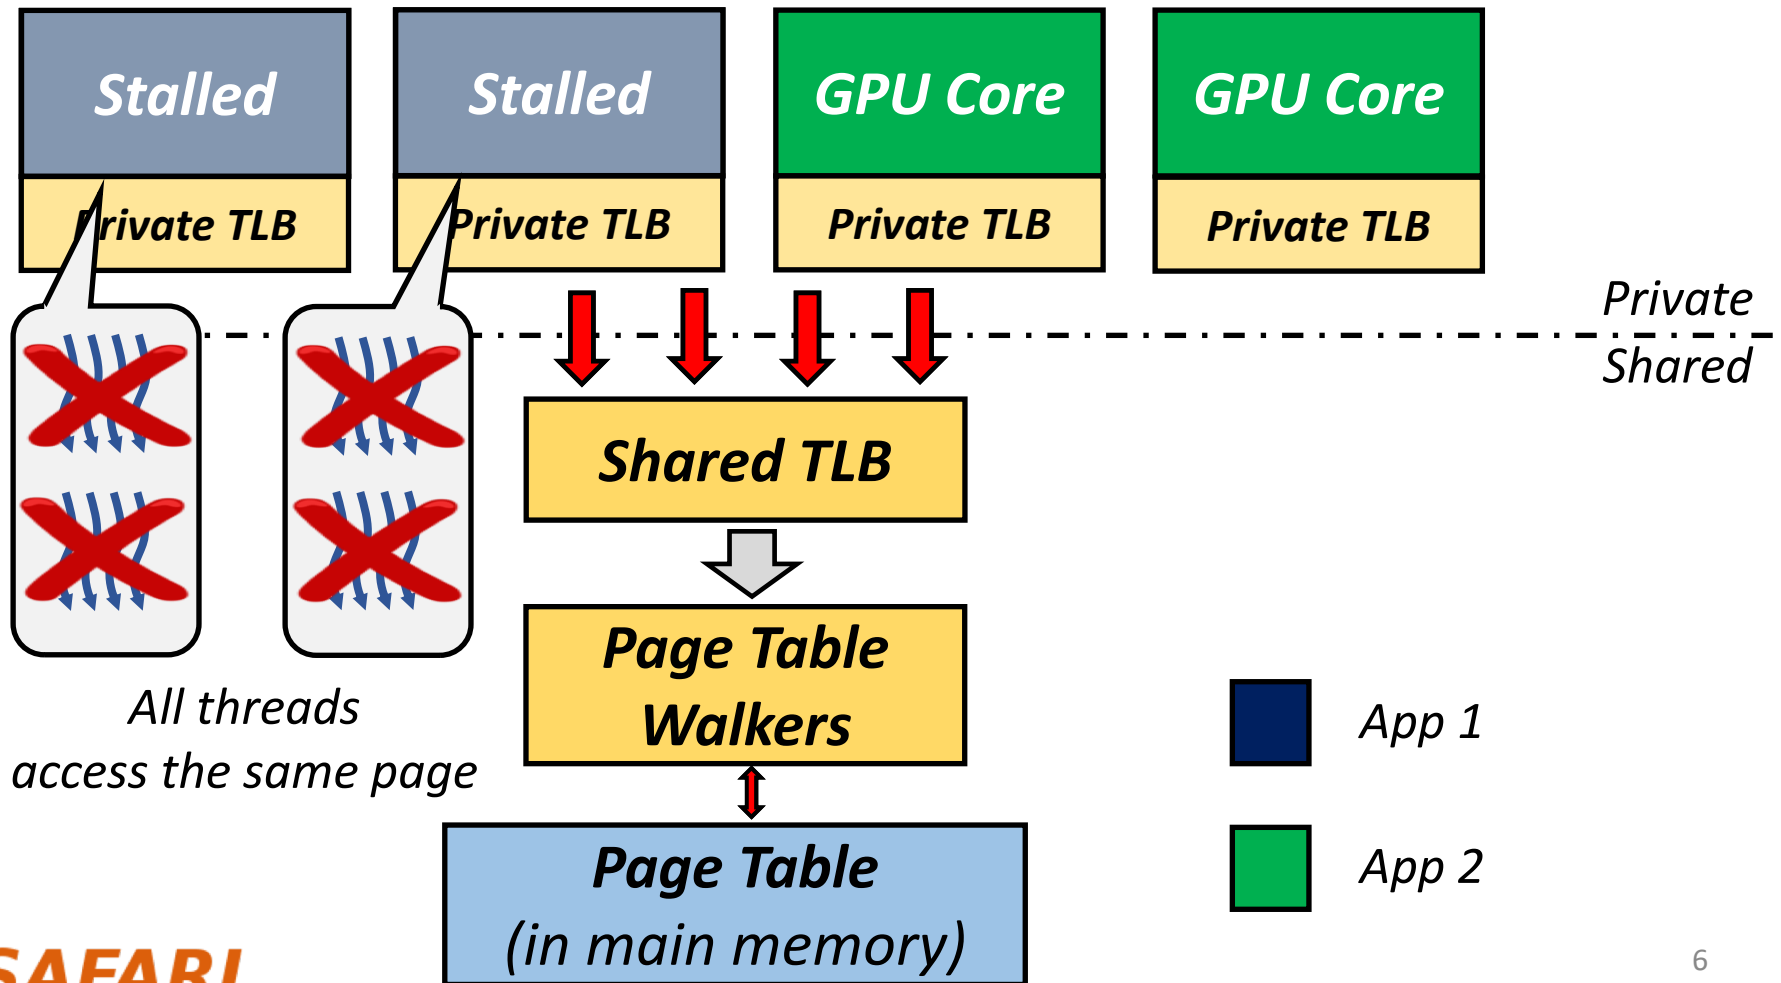 Stalled
Stalled
GPU Core
GPU Core
Private TLB
Private TLB
Private TLB
Private TLB
Private
Shared
Shared TLB
Page Table
Walkers
All threads
access the same page
App 1
Page Table
(in main memory)
App 2
SAFARI
6